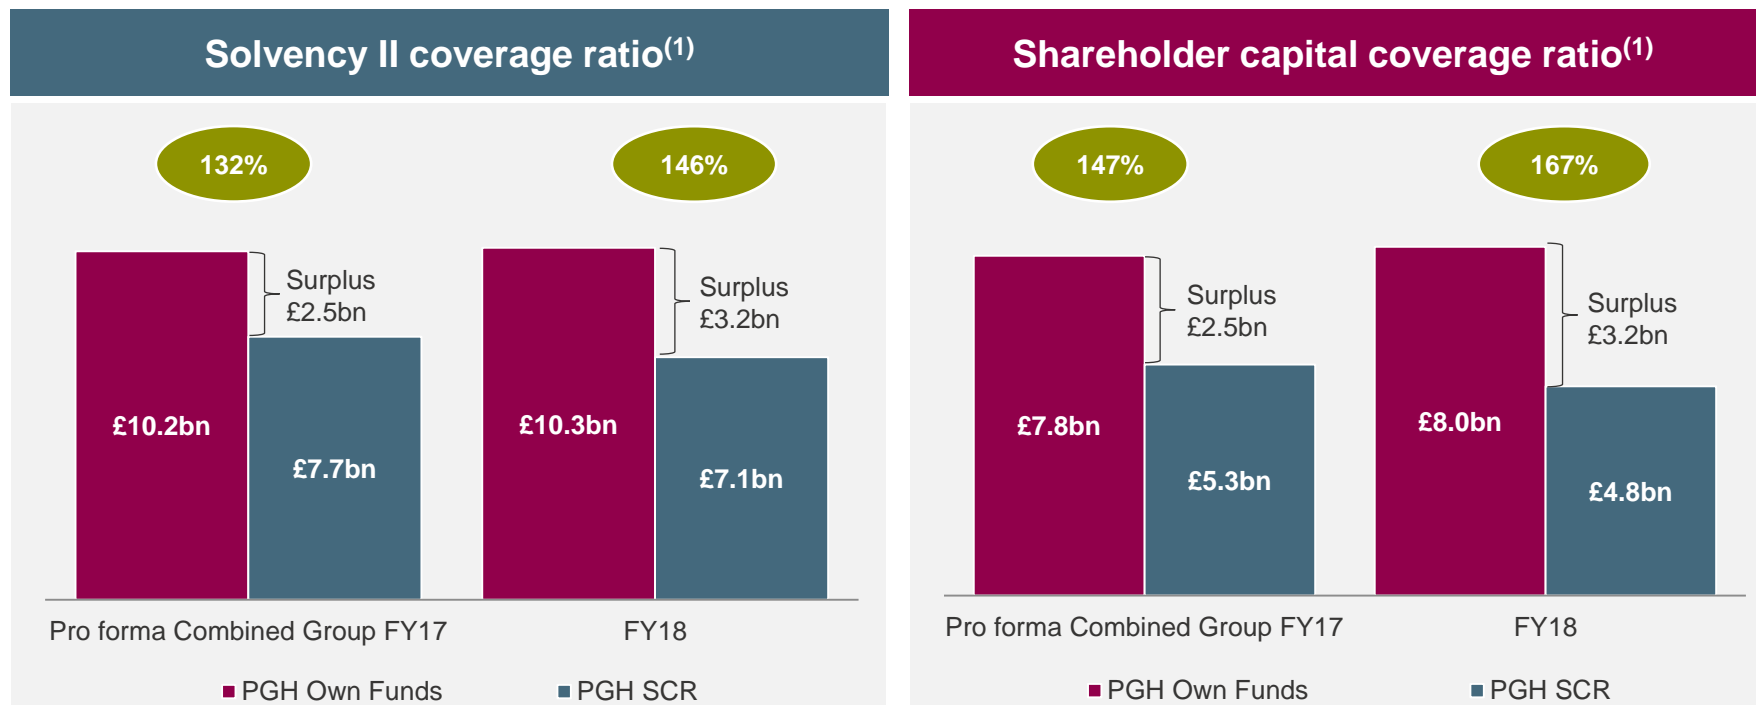 Solvency II coverage ratio(1)
132%
146%
Surplus
£2.5bn
Surplus
£3.2bn
£10.2bn
£7.7bn
£10.3bn
£7.1bn
Pro forma Combined Group FY17
FY18
PGH Own Funds
PGH SCR
Shareholder capital coverage ratio(1)
147%
167%
Surplus
£2.5bn
Surplus
£3.2bn
£7.8bn
£5.3bn
£8.0bn
£4.8bn
Pro forma Combined Group FY17
FY18
PGH Own Funds
PGH SCR